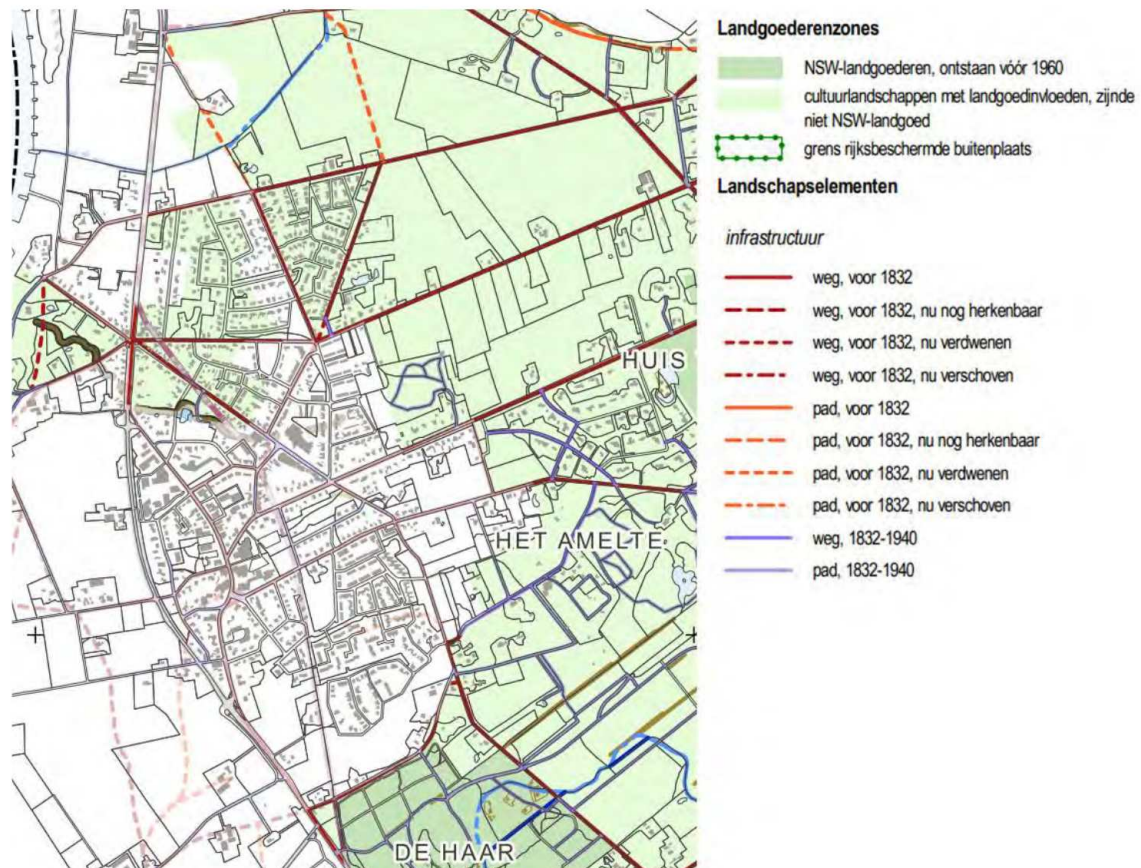 HUIS
HET AMELTE
DE HAAR
Landgoederenzones
NSW-landgoederen, ontstaan vóór 1960
cultuurlandschappen met landgoedinvloeden, zijnde
niet NSW-landgoed
grens rijksbeschermde buitenplaats
Landschapselementen
infrastructuur
weg, voor 1832
weg, voor 1832, nu nog herkenbaar
weg, voor 1832, nu verdwenen
weg, voor 1832, nu verschoven
pad, voor 1832
pad, voor 1832, nu nog herkenbaar
pad, voor 1832, nu verdwenen
pad, voor 1832, nu verschoven
weg, 1832-1940
pad, 1832-1940